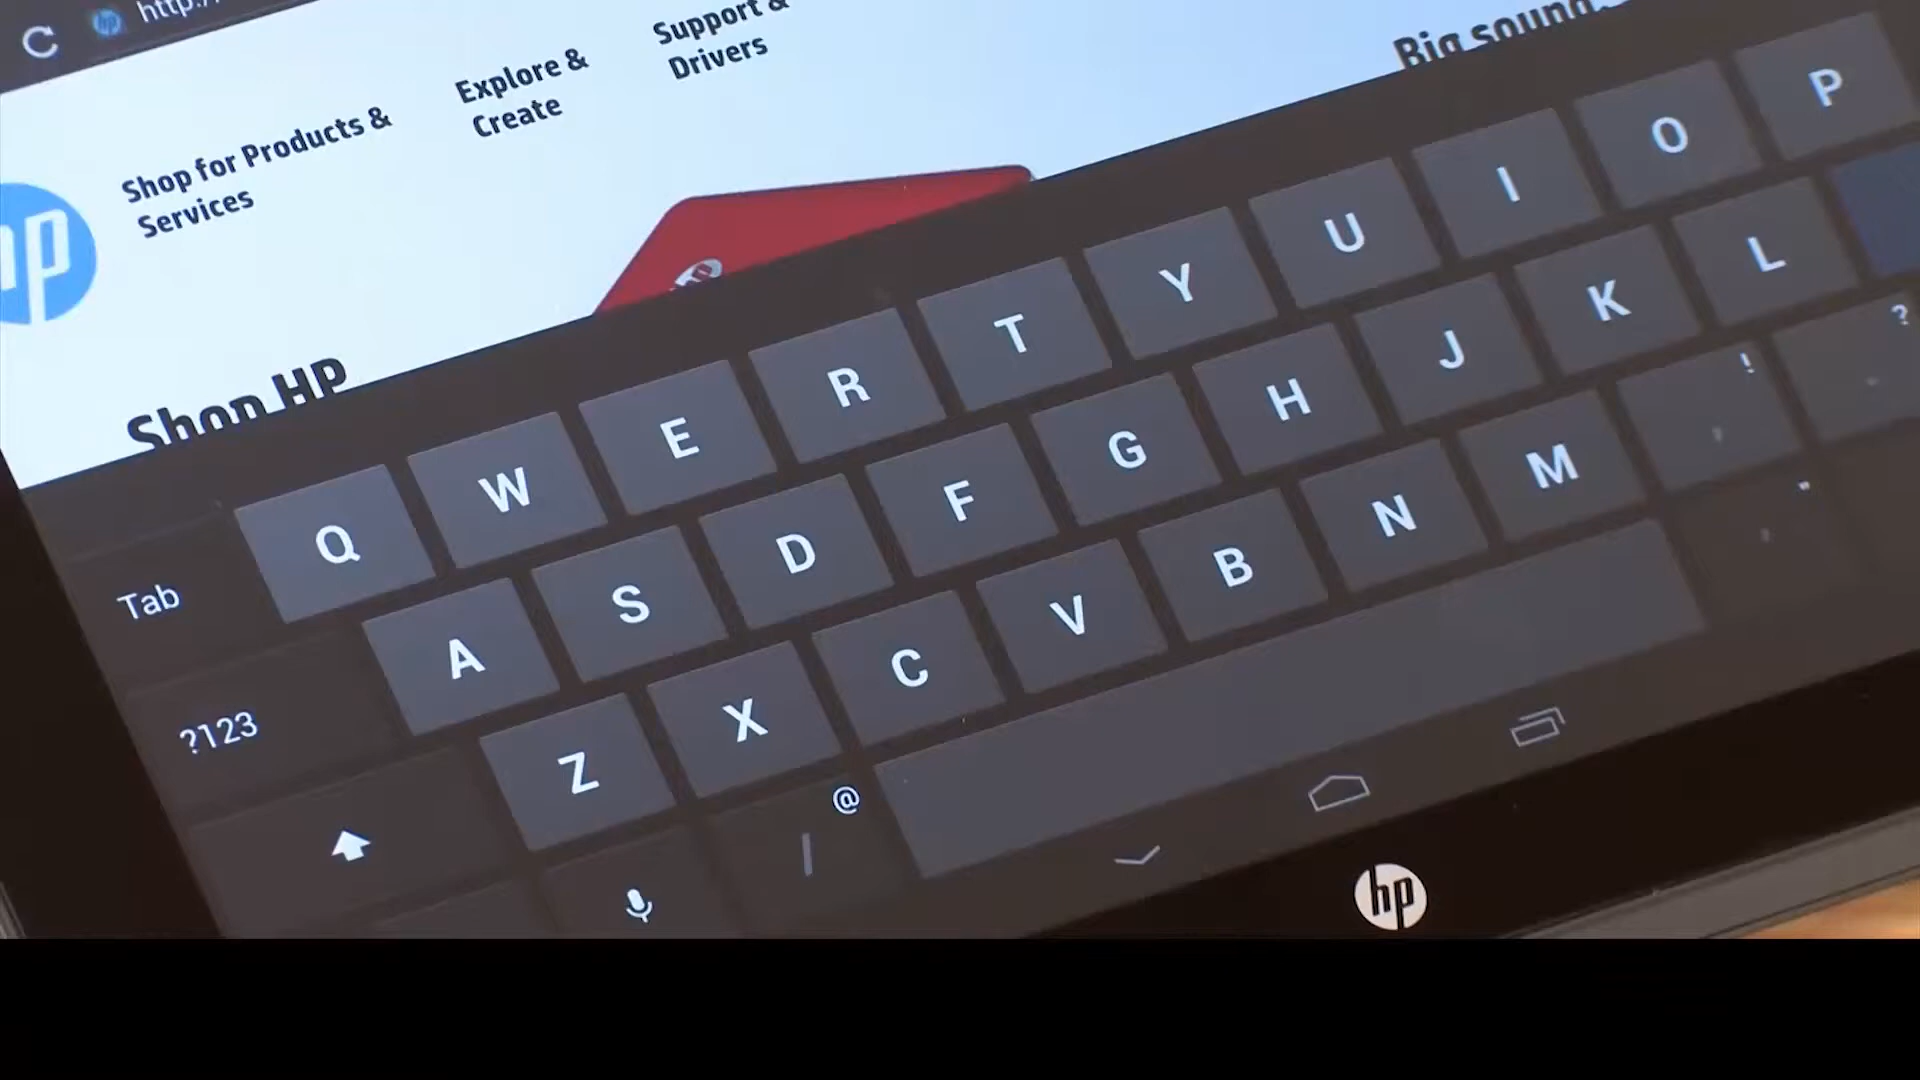 http:/
Shop for Products &
Services
Explore &
Create
Support &
Drivers
Big sound.
hp
Shop HP
Q W E R T Y U I O P
Tab
A S D F G H J K L
?123
Z X C V B N M , ! . ?
/ @ ' "
hp